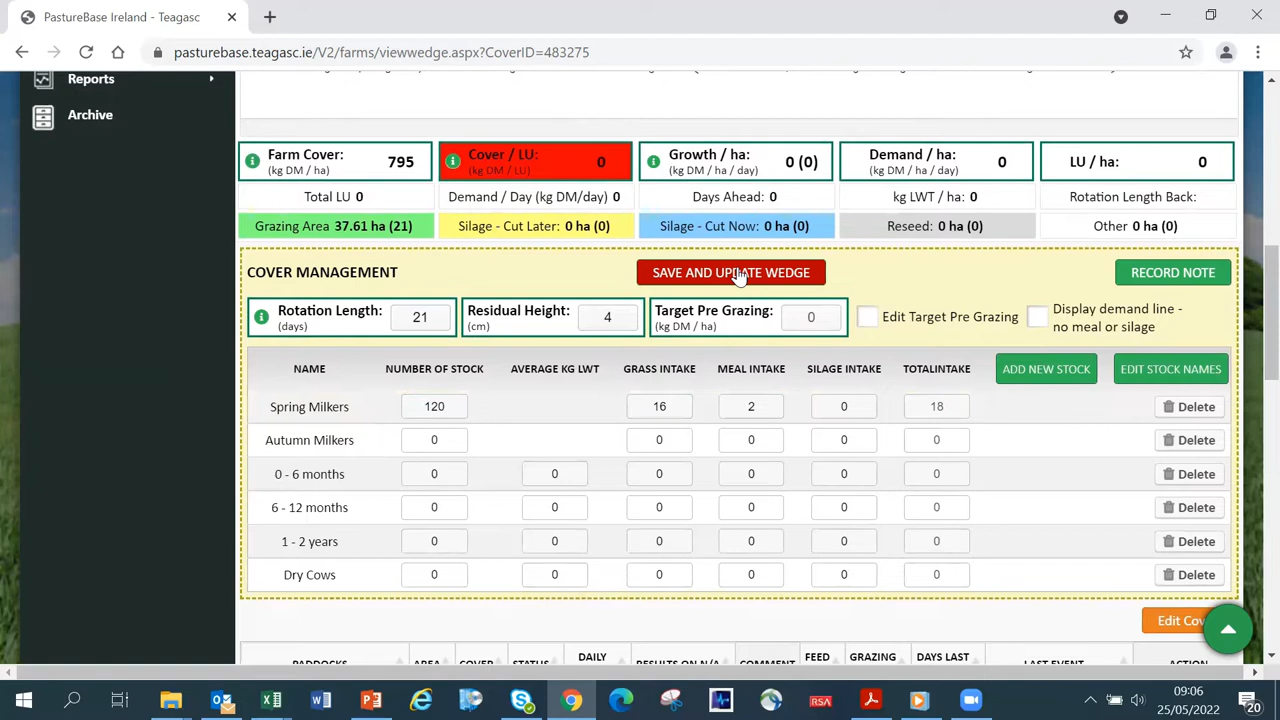 PastureBase Ireland - Teagasc
pasturebase.teagasc.ie/V2/farms/viewwedge.aspx?CoverID=483275
Reports
Archive
Farm Cover: 795
(kg DM / ha)
Cover / LU: 0
(kg DM / LU)
Growth / ha: 0 (0)
(kg DM / ha / day)
Demand / ha: 0
(kg DM / ha / day)
LU / ha: 0
Total LU 0
Demand / Day (kg DM/day) 0
Days Ahead: 0
kg LWT / ha: 0
Rotation Length Back:
Grazing Area 37.61 ha (21)
Silage - Cut Later: 0 ha (0)
Silage - Cut Now: 0 ha (0)
Reseed: 0 ha (0)
Other 0 ha (0)
COVER MANAGEMENT
SAVE AND UPDATE WEDGE
RECORD NOTE
Rotation Length: 21
(days)
Residual Height: 4
(cm)
Target Pre Grazing: 0
(kg DM / ha)
Edit Target Pre Grazing
Display demand line -
no meal or silage
NAME NUMBER OF STOCK AVERAGE KG LWT GRASS INTAKE MEAL INTAKE SILAGE INTAKE TOTALINTAKE ADD NEW STOCK EDIT STOCK NAMES
Spring Milkers 120 16 2 0 18 Delete
Autumn Milkers 0 0 0 0 0 Delete
0 - 6 months 0 0 0 0 0 0 Delete
6 - 12 months 0 0 0 0 0 0 Delete
1 - 2 years 0 0 0 0 0 0 Delete
Dry Cows 0 0 0 0 0 0 Delete
Edit Cov
PADDOCKS AREA COVER STATUS DAILY RESULTS ON N/A COMMENT FEED GRAZING DAYS LAST LAST EVENT ACTION
09:06
25/05/2022
20
RSA